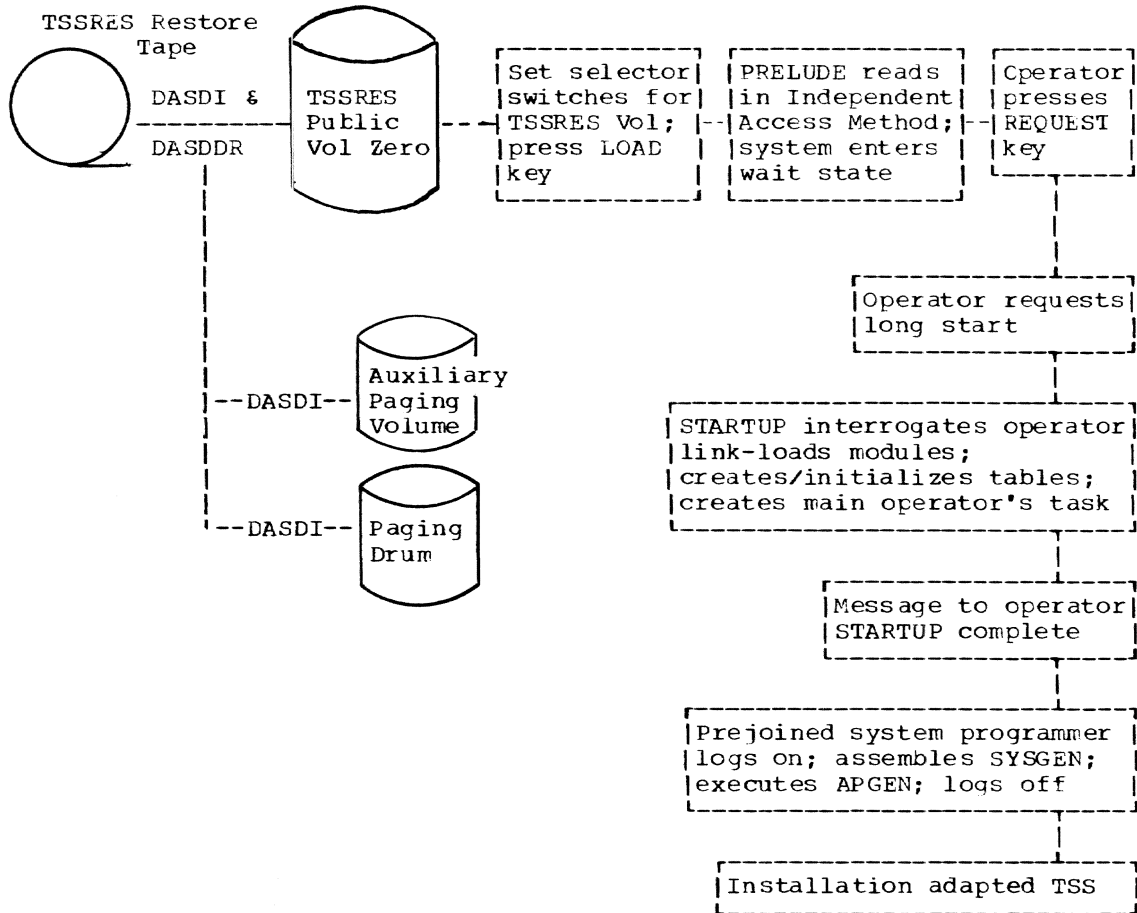 TSSRES Restore
Tape
DASDI &
DASDDR
TSSRES
Public
Vol Zero
Set selector
switches for
TSSRES Vol;
press LOAD
key
PRELUDE reads
in Independent
Access Method;
system enters
wait state
Operator
presses
REQUEST
key
Operator requests
long start
DASDI
Auxiliary
Paging
Volume
STARTUP interrogates operator
link-loads modules;
creates/initializes tables;
creates main operator's task
DASDI
Paging
Drum
Message to operator
STARTUP complete
Prejoined system programmer
logs on; assembles SYSGEN;
executes APGEN; logs off
Installation adapted TSS